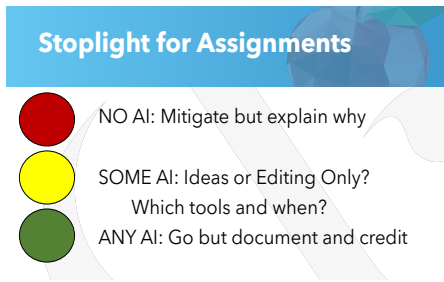 Stoplight for Assignments
NO AI: Mitigate but explain why
SOME AI: Ideas or Editing Only?
Which tools and when?
ANY AI: Go but document and credit